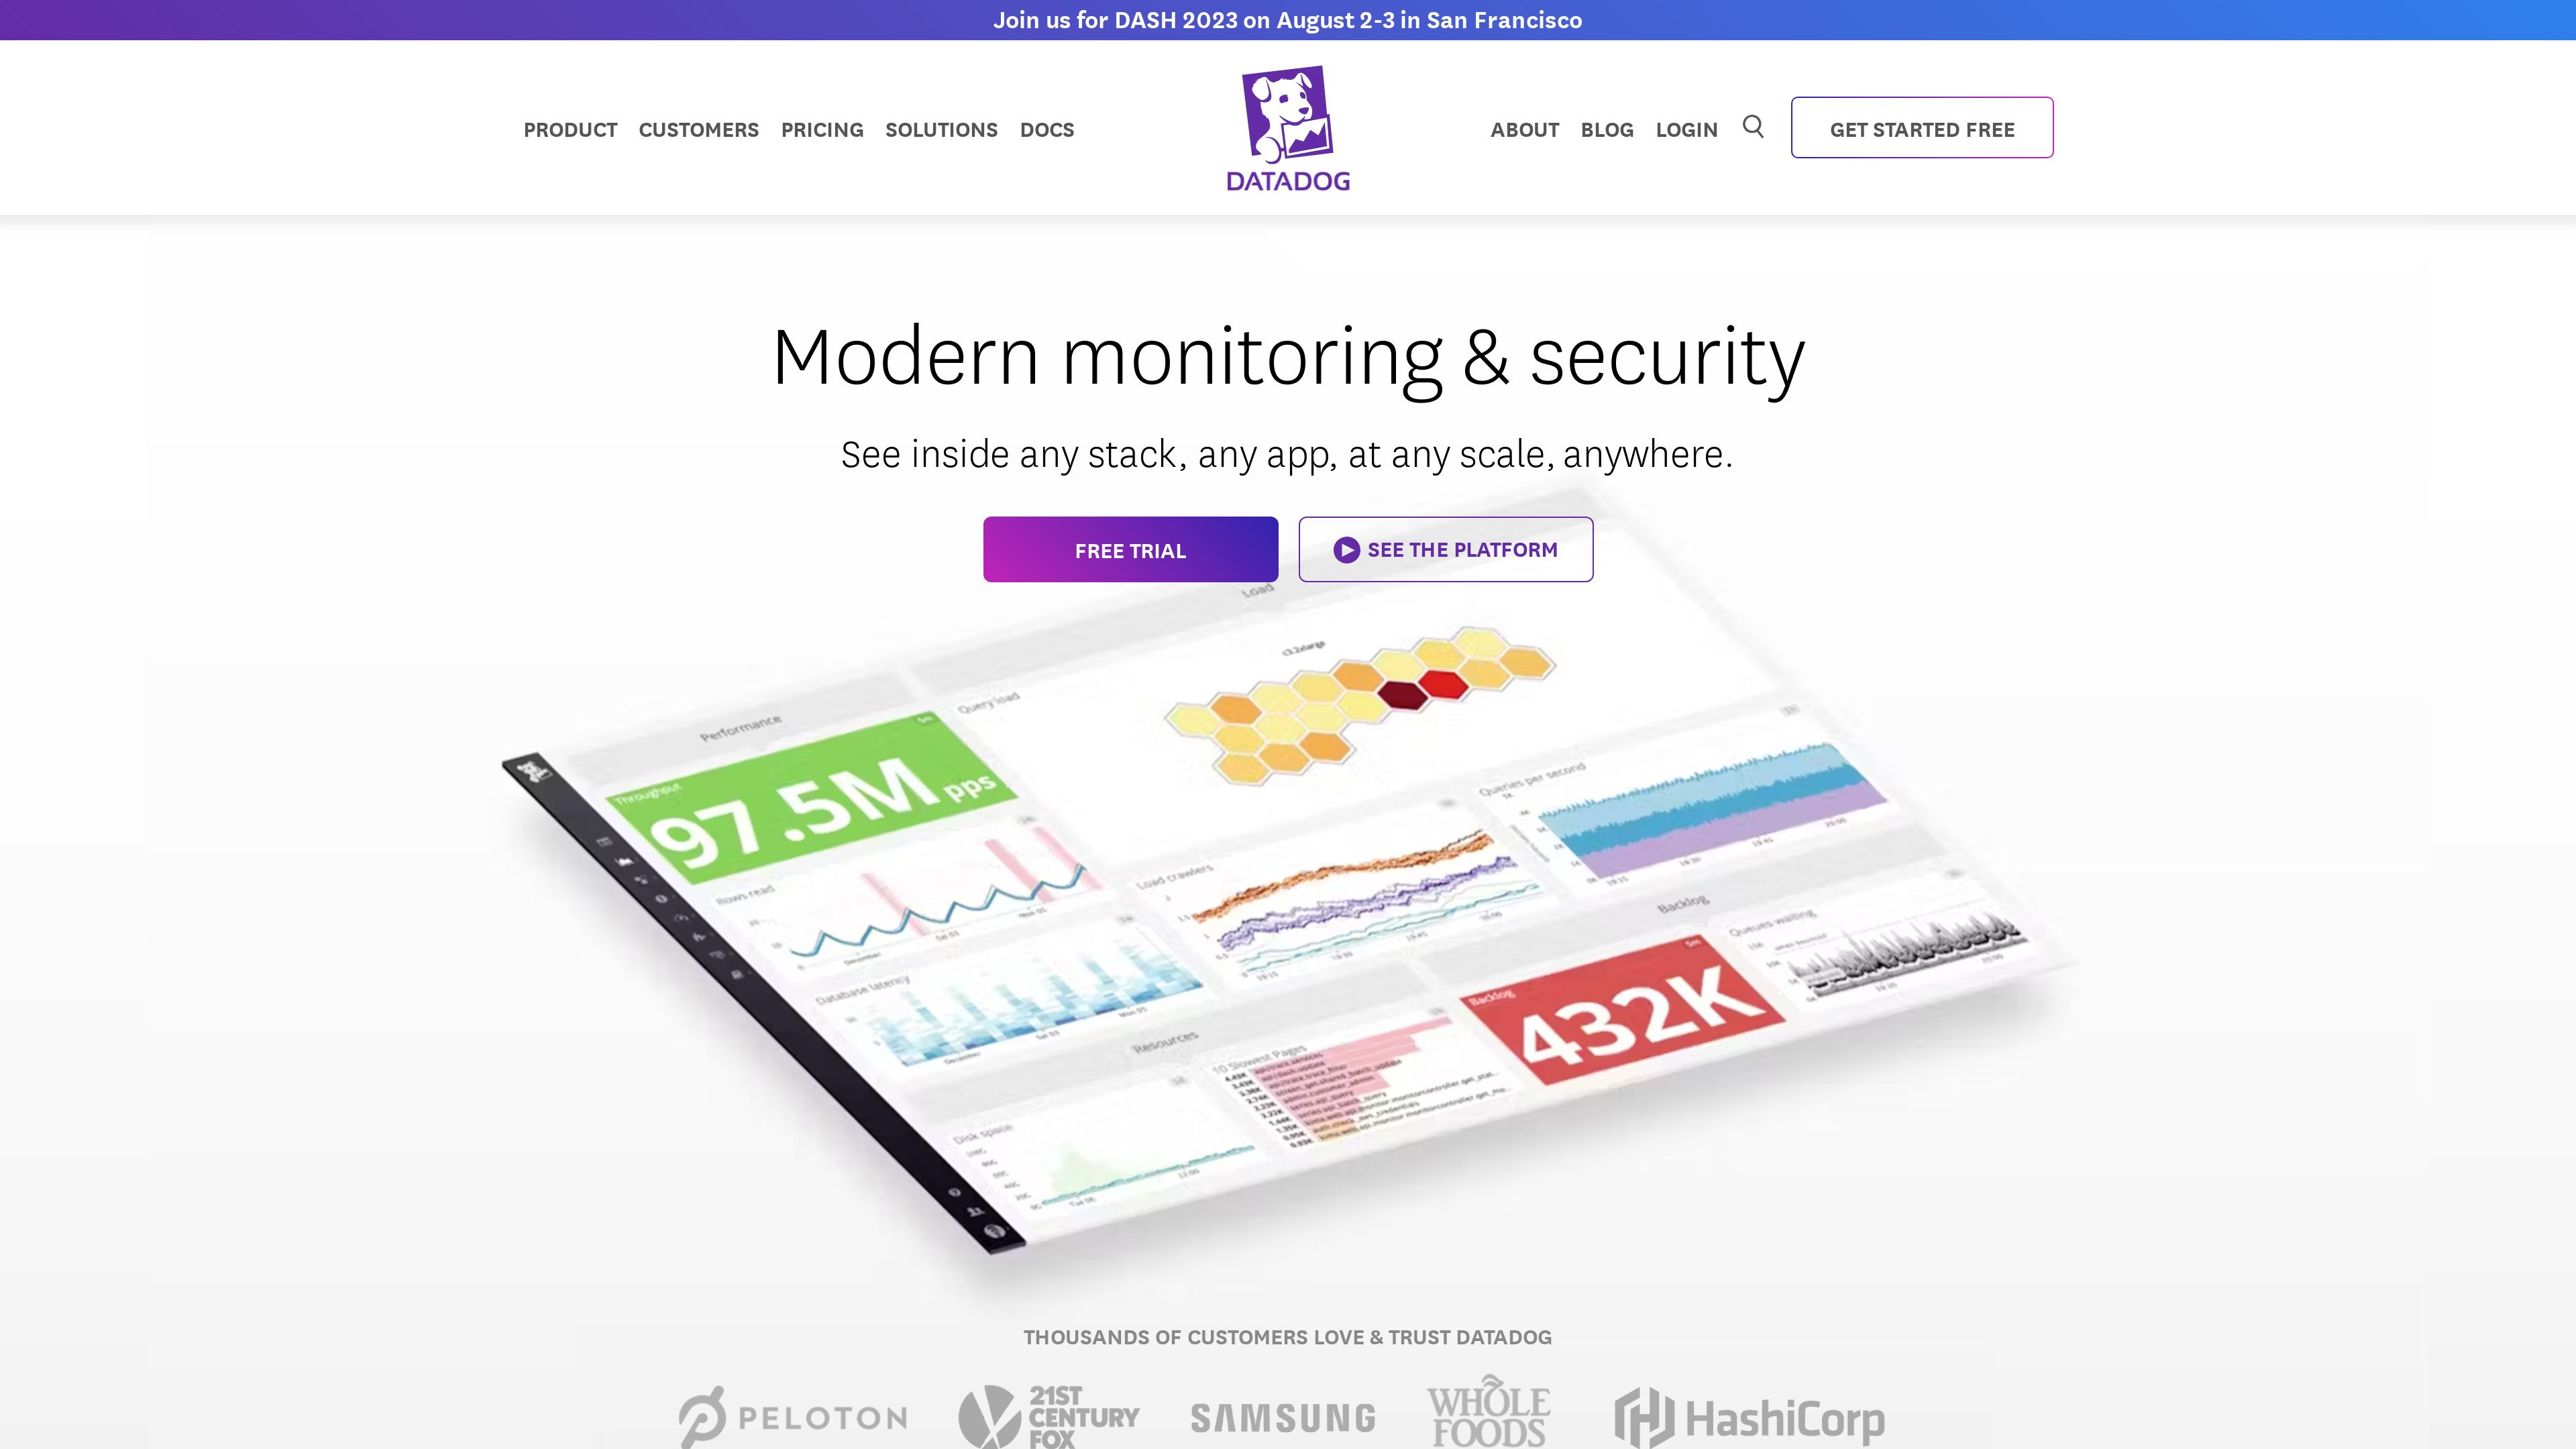 Join us for DASH 2023 on August 2-3 in San Francisco
PRODUCT CUSTOMERS PRICING SOLUTIONS DOCS
DATADOG
ABOUT BLOG LOGIN
GET STARTED FREE
Modern monitoring & security
See inside any stack, any app, at any scale, anywhere.
FREE TRIAL
SEE THE PLATFORM
Load
c3.2xlarge
Performance
Query load
Throughput
5m
97.5M pps
Queries per second
Rows read
Load crawlers
Database latency
Backlog
Queues waiting
Backlog
5m
432K
Resources
10 Slowest Pages
Disk space
THOUSANDS OF CUSTOMERS LOVE & TRUST DATADOG
PELOTON
21ST
CENTURY
FOX
SAMSUNG
WHOLE
FOODS
HashiCorp